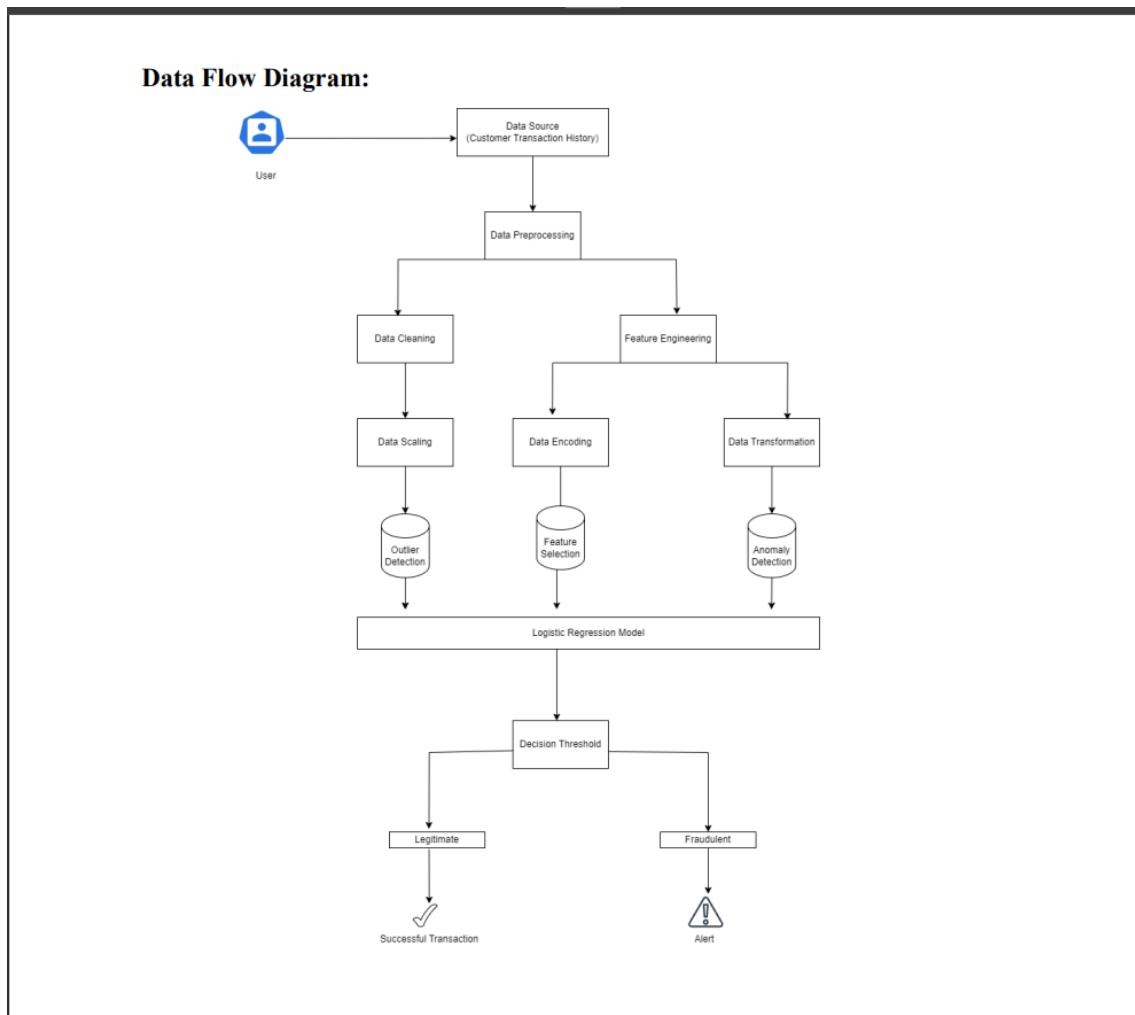 Data Flow Diagram:
Data Source
(Customer Transaction History)
User
Data Preprocessing
Data Cleaning
Feature Engineering
Data Scaling
Data Encoding
Data Transformation
Outlier
Detection
Feature
Selection
Anomaly
Detection
Logistic Regression Model
Decision Threshold
Legitimate
Fraudulent
Successful Transaction
Alert